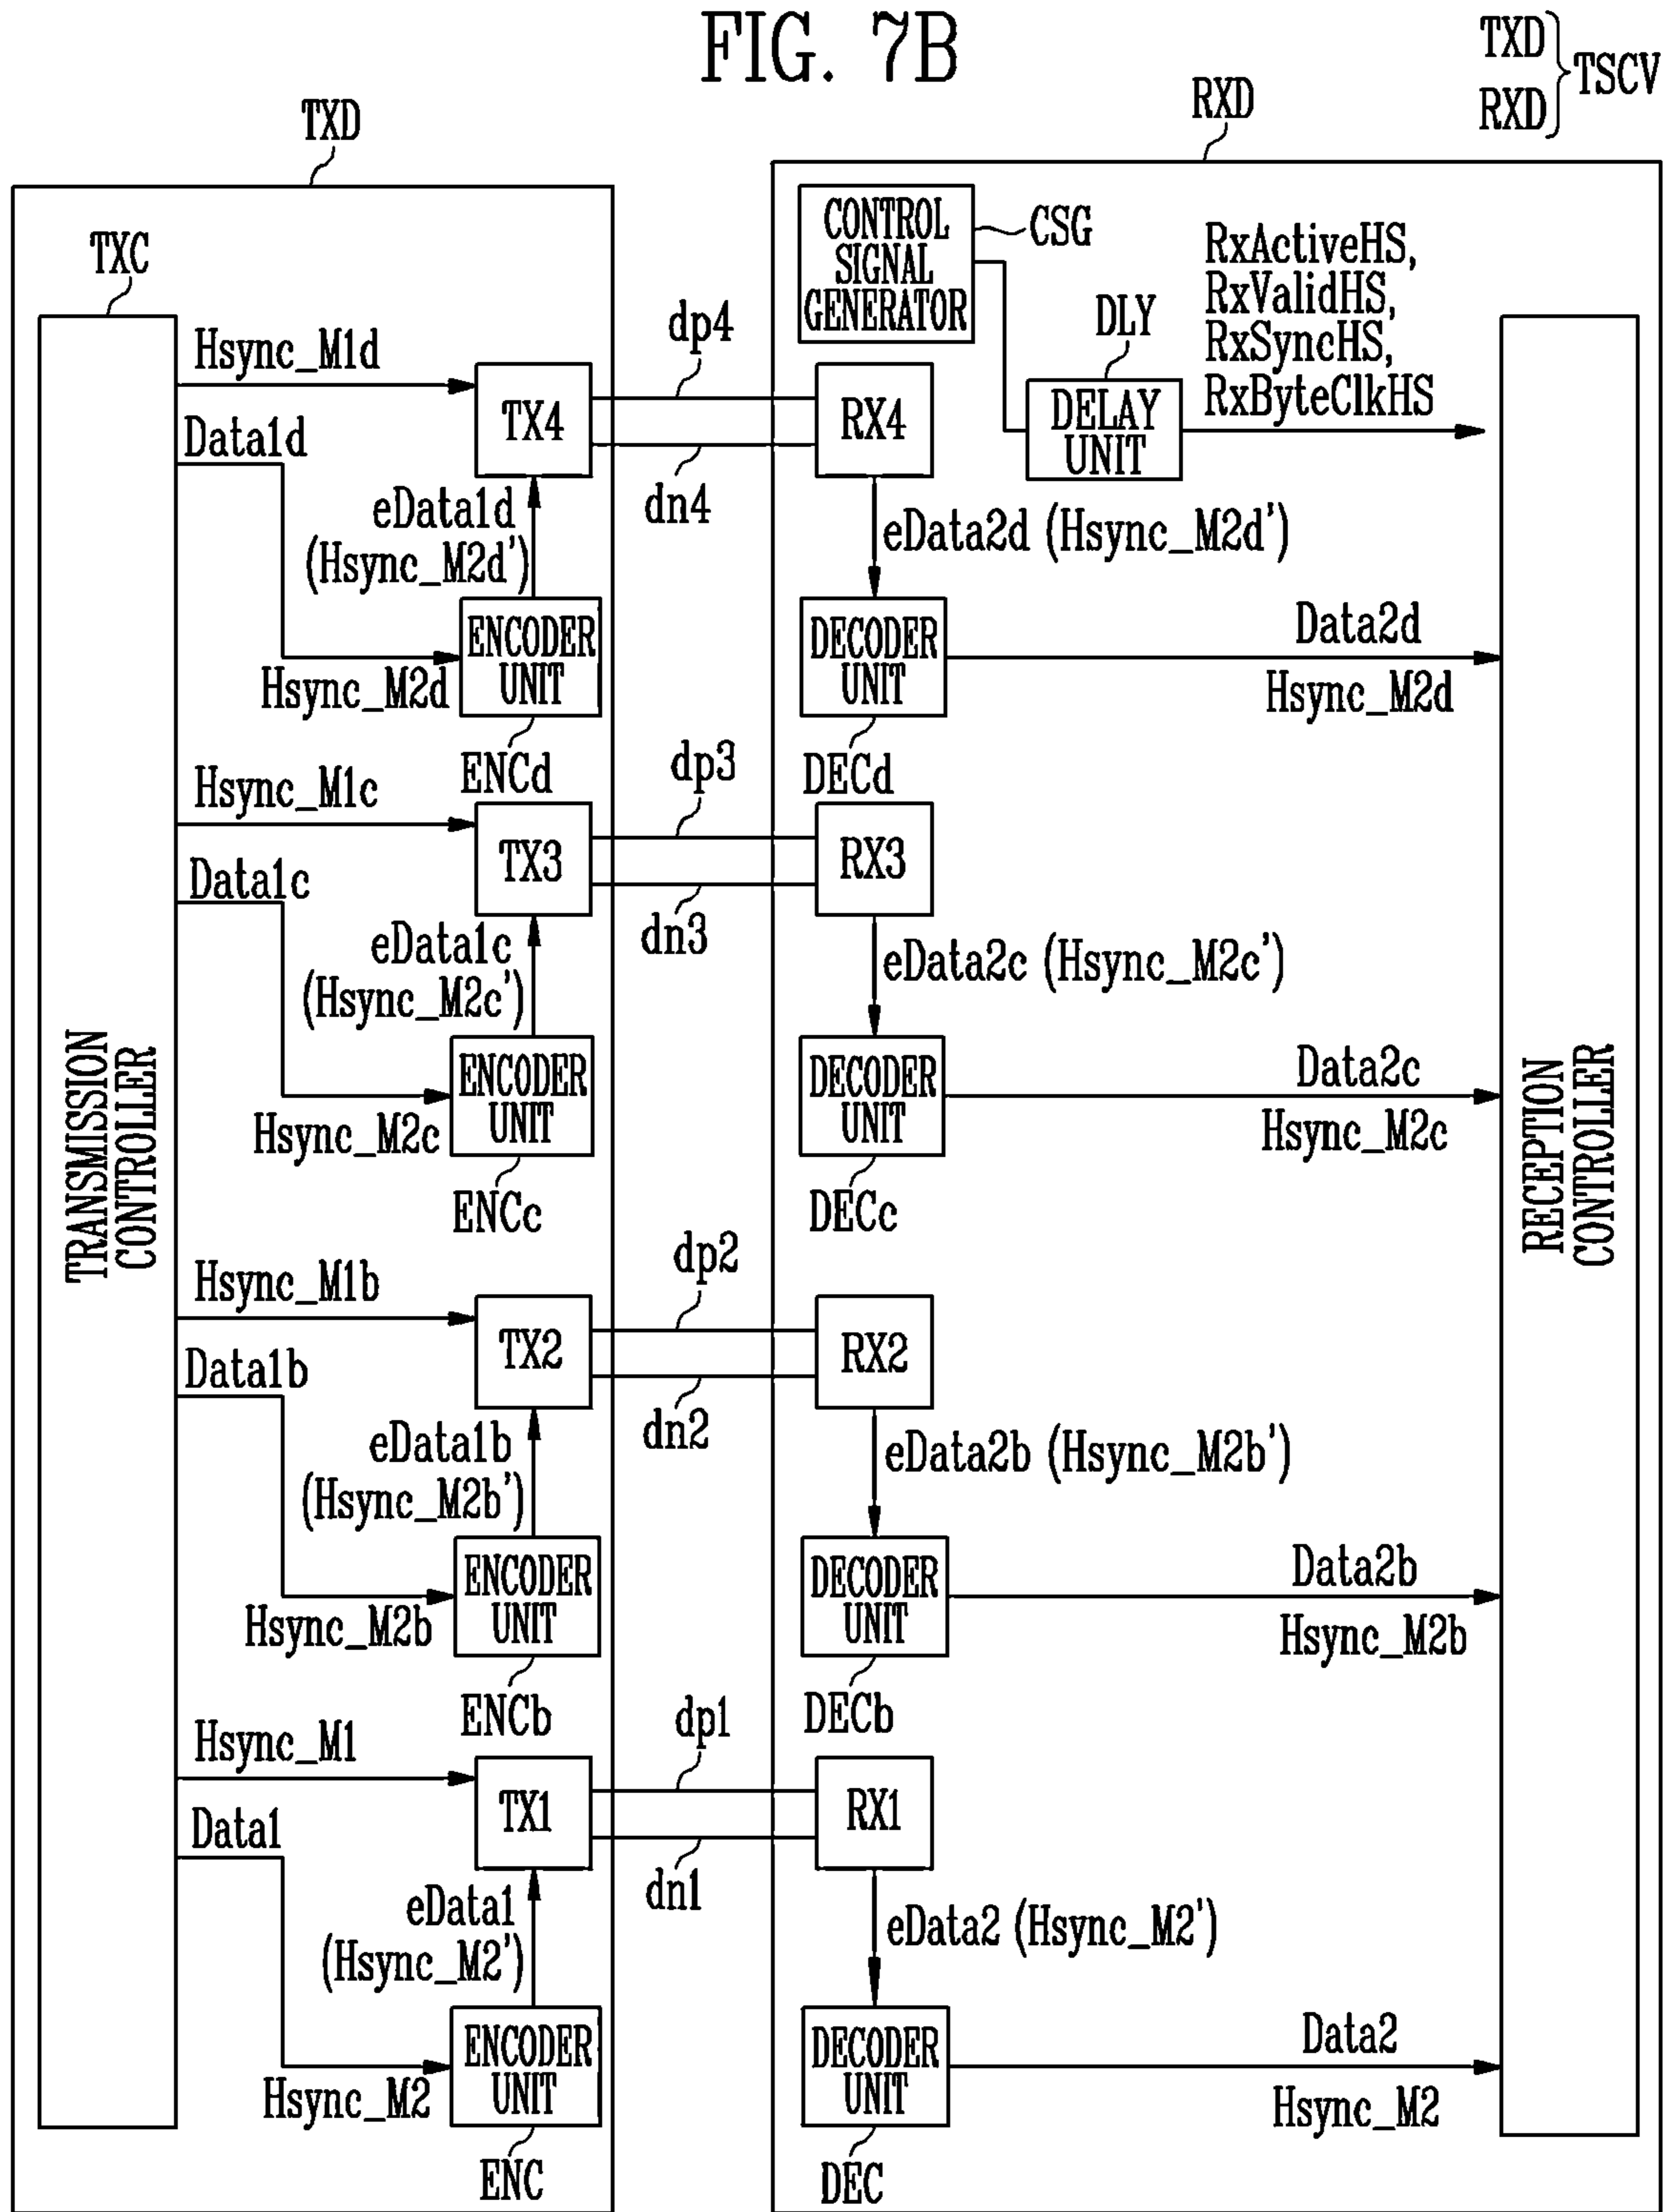 FIG. 7B
TXD
RXD
TSCV
TXD
RXD
TXC
TRANSMISSION
CONTROLLER
CONTROL
SIGNAL
GENERATOR
CSG
DLY
DELAY
UNIT
RxActiveHS,
RxValidHS,
RxSyncHS,
RxByteClkHS
RECEPTION
CONTROLLER
Hsync_M1d
Data1d
TX4
dp4
dn4
RX4
eData1d
(Hsync_M2d')
eData2d (Hsync_M2d')
Hsync_M2d
ENCODER
UNIT
ENCd
DECODER
UNIT
DECd
Data2d
Hsync_M2d
Hsync_M1c
Data1c
TX3
dp3
dn3
RX3
eData1c
(Hsync_M2c')
eData2c (Hsync_M2c')
Hsync_M2c
ENCODER
UNIT
ENCc
DECODER
UNIT
DECc
Data2c
Hsync_M2c
Hsync_M1b
Data1b
TX2
dp2
dn2
RX2
eData1b
(Hsync_M2b')
eData2b (Hsync_M2b')
Hsync_M2b
ENCODER
UNIT
ENCb
DECODER
UNIT
DECb
Data2b
Hsync_M2b
Hsync_M1
Data1
TX1
dp1
dn1
RX1
eData1
(Hsync_M2')
eData2 (Hsync_M2')
Hsync_M2
ENCODER
UNIT
ENC
DECODER
UNIT
DEC
Data2
Hsync_M2